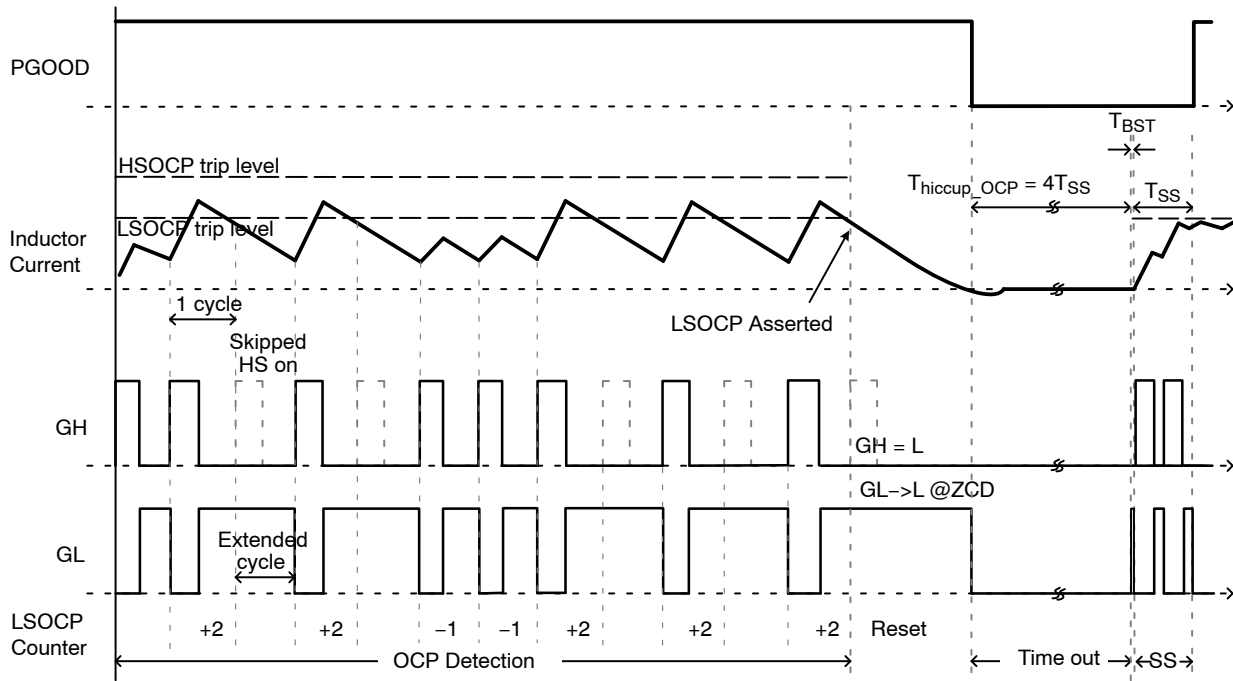 PGOOD
T_BST
HSOCP trip level
T_hiccup_OCP = 4T_SS
T_SS
LSOCP trip level
Inductor
Current
1 cycle
LSOCP Asserted
Skipped
HS on
GH
GH = L
GL−>L @ZCD
Extended
cycle
GL
LSOCP
Counter
+2 +2 −1 −1 +2 +2 +2 Reset
OCP Detection Time out SS